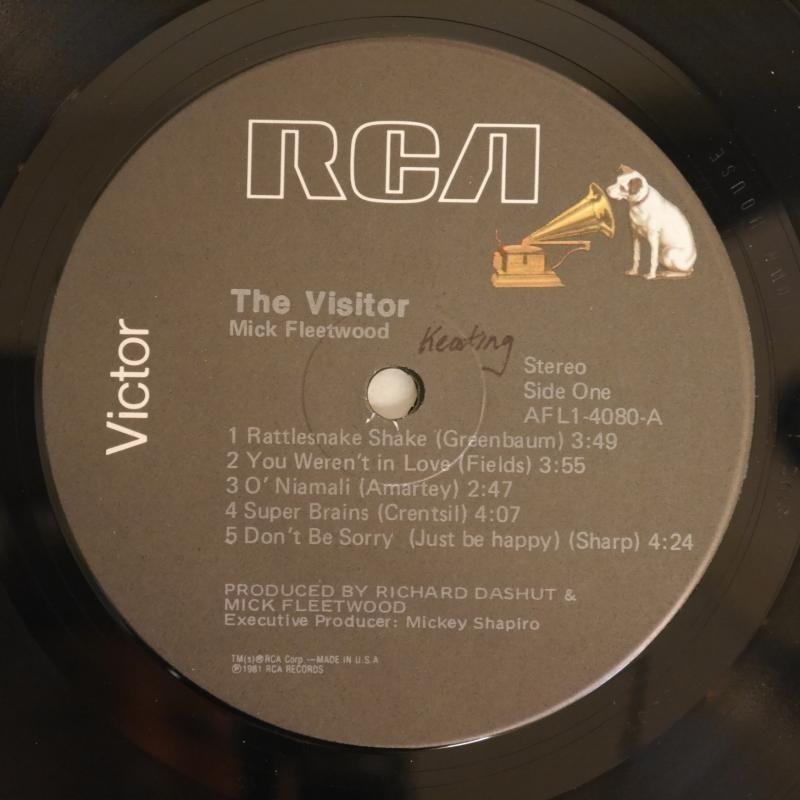 RCA
Victor
The Visitor
Mick Fleetwood
Keating
Stereo
Side One
AFL1-4080-A
1 Rattlesnake Shake (Greenbaum) 3:49
2 You Weren't in Love (Fields) 3:55
3 O' Niamali (Amartey) 2:47
4 Super Brains (Crentsil) 4:07
5 Don't Be Sorry (Just be happy) (Sharp) 4:24
PRODUCED BY RICHARD DASHUT &
MICK FLEETWOOD
Executive Producer: Mickey Shapiro
TM(s)®RCA Corp.—MADE IN U.S.A
℗1981 RCA RECORDS